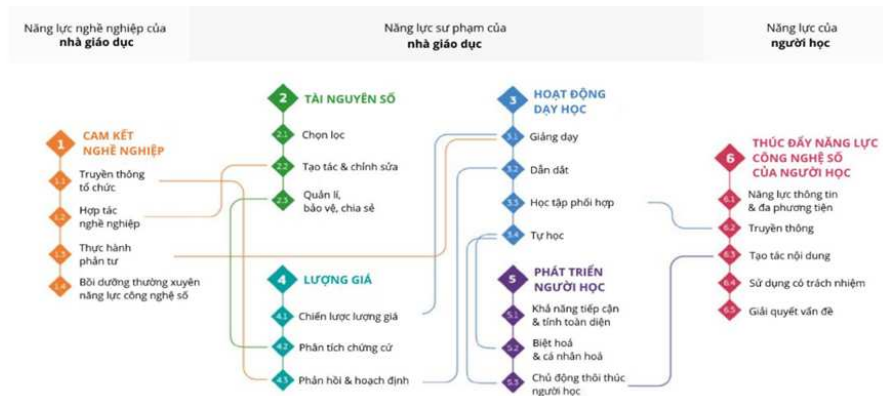 Năng lực nghề nghiệp của
nhà giáo dục
Năng lực sư phạm của
nhà giáo dục
Năng lực của
người học
1
CAM KẾT
NGHỀ NGHIỆP
1.1
Truyền thông
tổ chức
1.2
Hợp tác
nghề nghiệp
1.3
Thực hành
phản tư
1.4
Bồi dưỡng thường xuyên
năng lực công nghệ số
2
TÀI NGUYÊN SỐ
2.1
Chọn lọc
2.2
Tạo tác & chỉnh sửa
2.3
Quản lí,
bảo vệ, chia sẻ
4
LƯỢNG GIÁ
4.1
Chiến lược lượng giá
4.2
Phân tích chứng cứ
4.3
Phản hồi & hoạch định
3
HOẠT ĐỘNG
DẠY HỌC
3.1
Giảng dạy
3.2
Dẫn dắt
3.3
Học tập phối hợp
3.4
Tự học
5
PHÁT TRIỂN
NGƯỜI HỌC
5.1
Khả năng tiếp cận
& tính toàn diện
5.2
Biệt hoá
& cá nhân hoá
5.3
Chủ động thôi thúc
người học
6
THÚC ĐẨY NĂNG LỰC
CÔNG NGHỆ SỐ
CỦA NGƯỜI HỌC
6.1
Năng lực thông tin
& đa phương tiện
6.2
Truyền thông
6.3
Tạo tác nội dung
6.4
Sử dụng có trách nhiệm
6.5
Giải quyết vấn đề